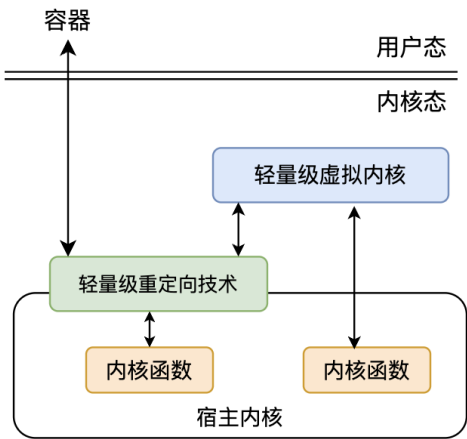 容器
用户态
内核态
轻量级虚拟内核
轻量级重定向技术
内核函数
内核函数
宿主内核